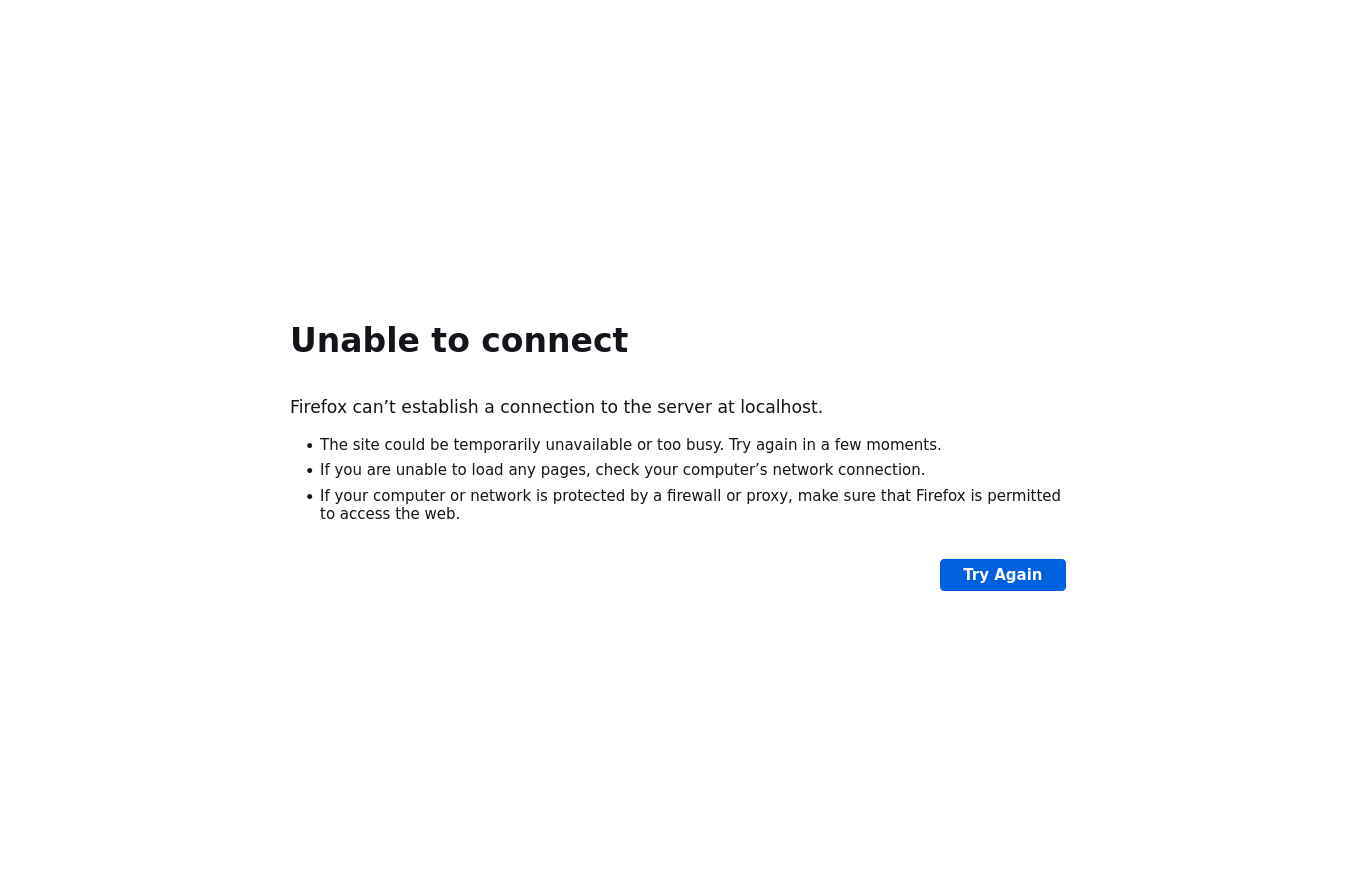 Unable to connect
Firefox can’t establish a connection to the server at localhost.
• The site could be temporarily unavailable or too busy. Try again in a few moments.
• If you are unable to load any pages, check your computer’s network connection.
• If your computer or network is protected by a firewall or proxy, make sure that Firefox is permitted
to access the web.
Try Again